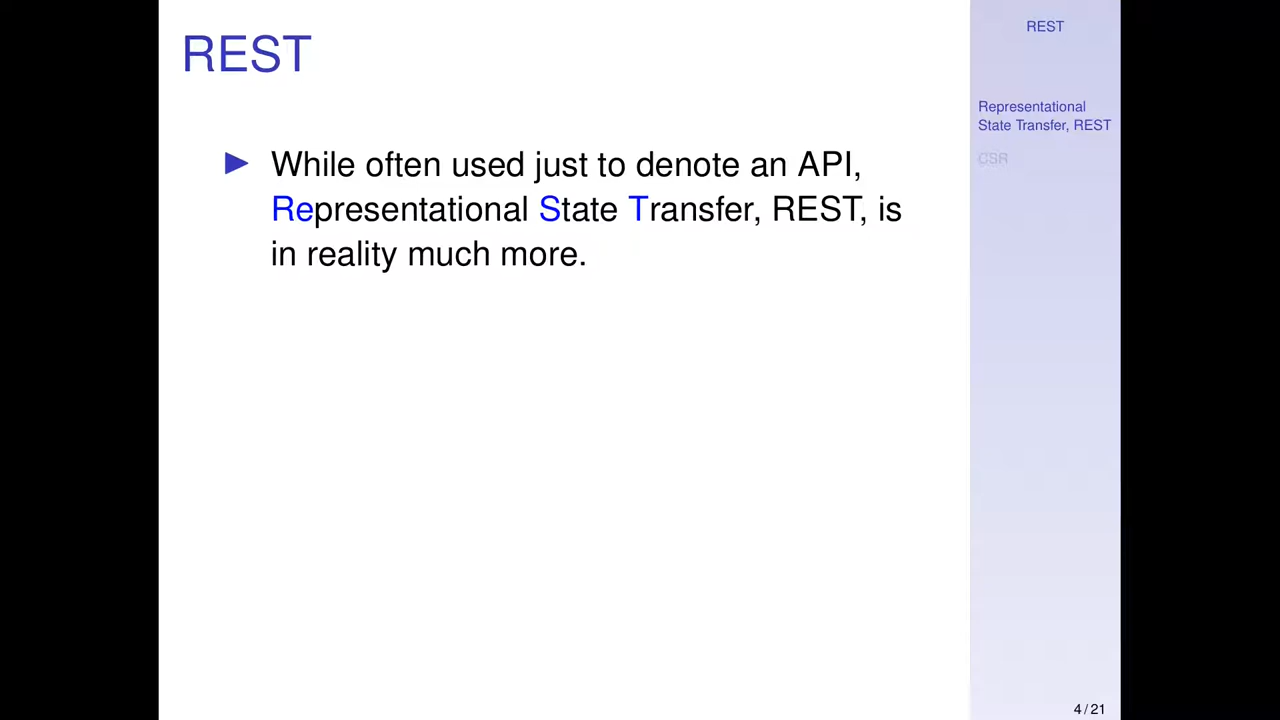 REST
While often used just to denote an API,
Representational State Transfer, REST, is
in reality much more.
REST
Representational
State Transfer, REST
CSR
4 / 21